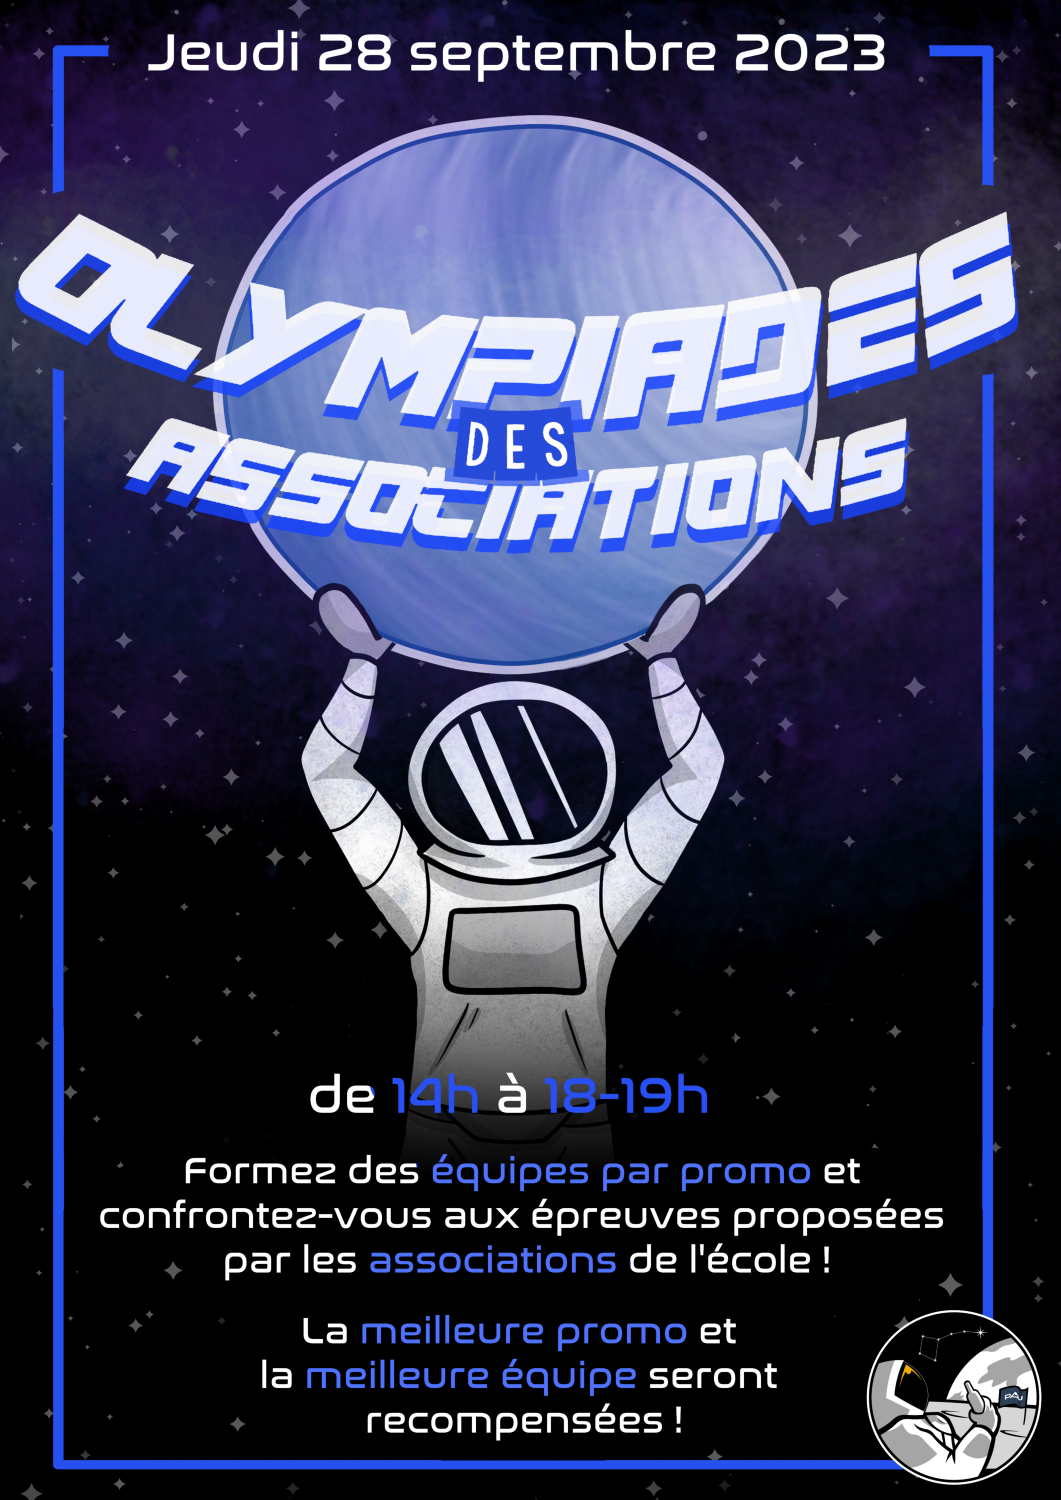 Jeudi 28 septembre 2023
OLYMPIADES
DES
ASSOCIATIONS
de 14h à 18-19h
Formez des équipes par promo et
confrontez-vous aux épreuves proposées
par les associations de l'école !
La meilleure promo et
la meilleure équipe seront
recompensées !
PAJ